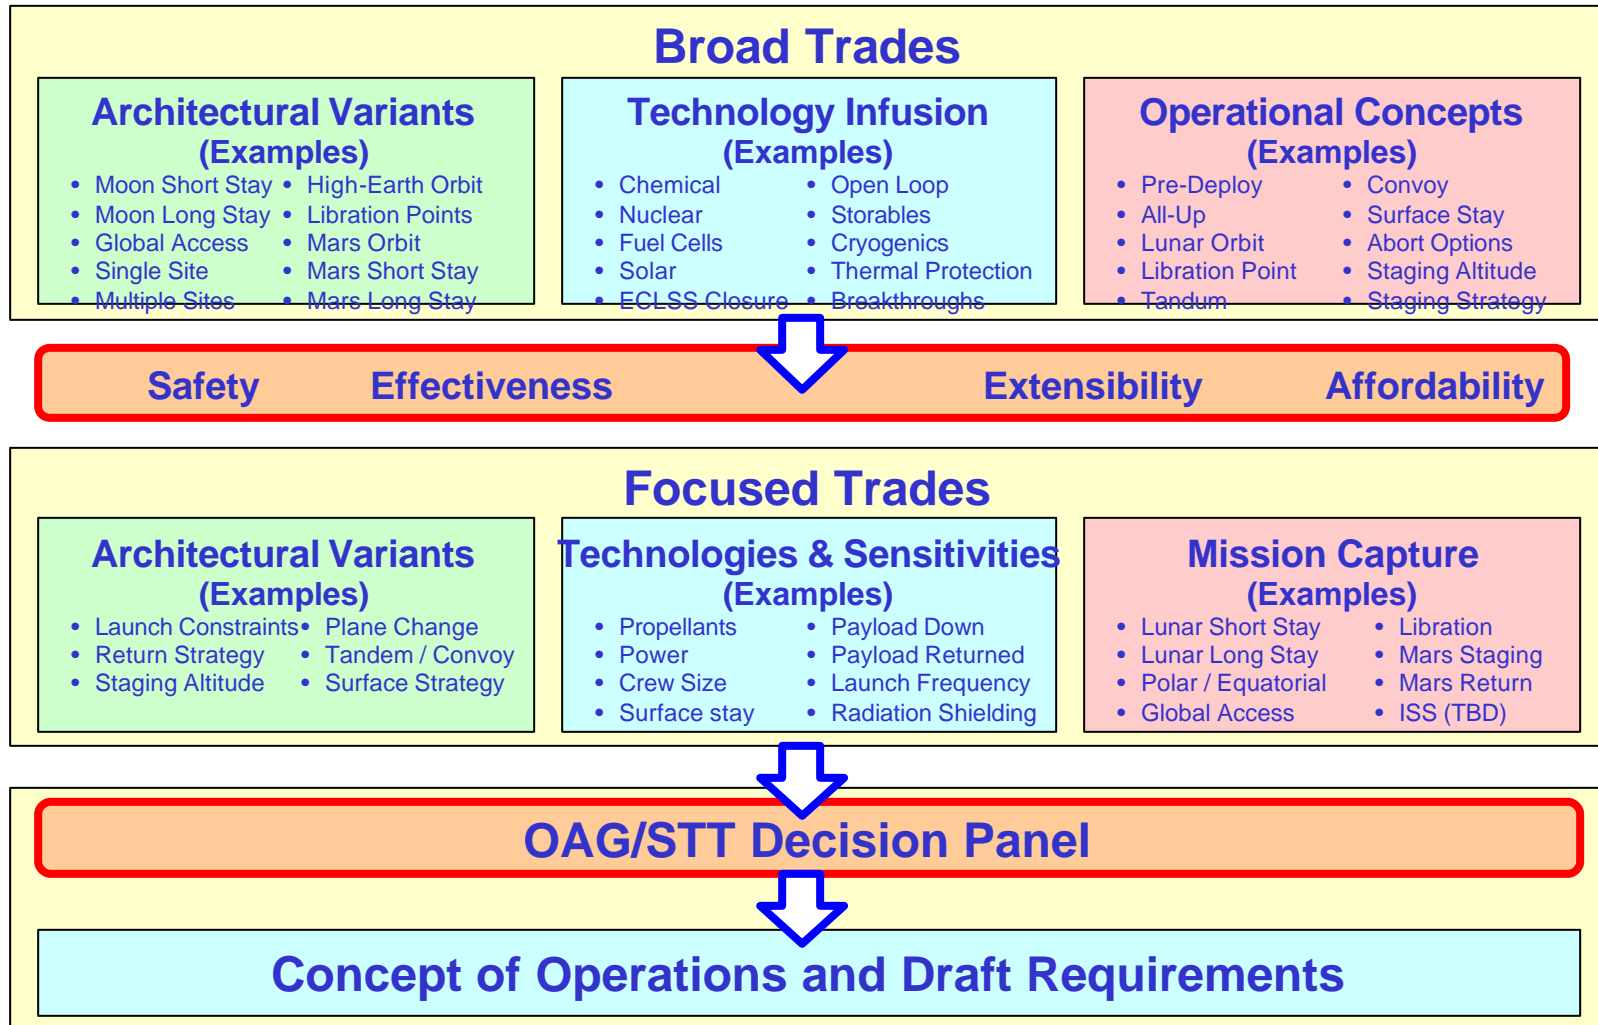 Broad Trades
Architectural Variants
(Examples)
• Moon Short Stay
• Moon Long Stay
• Global Access
• Single Site
• Multiple Sites
• High-Earth Orbit
• Libration Points
• Mars Orbit
• Mars Short Stay
• Mars Long Stay
Technology Infusion
(Examples)
• Chemical
• Nuclear
• Fuel Cells
• Solar
• ECLSS Closure
• Open Loop
• Storables
• Cryogenics
• Thermal Protection
• Breakthroughs
Operational Concepts
(Examples)
• Pre-Deploy
• All-Up
• Lunar Orbit
• Libration Point
• Tandum
• Convoy
• Surface Stay
• Abort Options
• Staging Altitude
• Staging Strategy
Safety Effectiveness Extensibility Affordability
Focused Trades
Architectural Variants
(Examples)
• Launch Constraints
• Return Strategy
• Staging Altitude
• Plane Change
• Tandem / Convoy
• Surface Strategy
Technologies & Sensitivities
(Examples)
• Propellants
• Power
• Crew Size
• Surface stay
• Payload Down
• Payload Returned
• Launch Frequency
• Radiation Shielding
Mission Capture
(Examples)
• Lunar Short Stay
• Lunar Long Stay
• Polar / Equatorial
• Global Access
• Libration
• Mars Staging
• Mars Return
• ISS (TBD)
OAG/STT Decision Panel
Concept of Operations and Draft Requirements